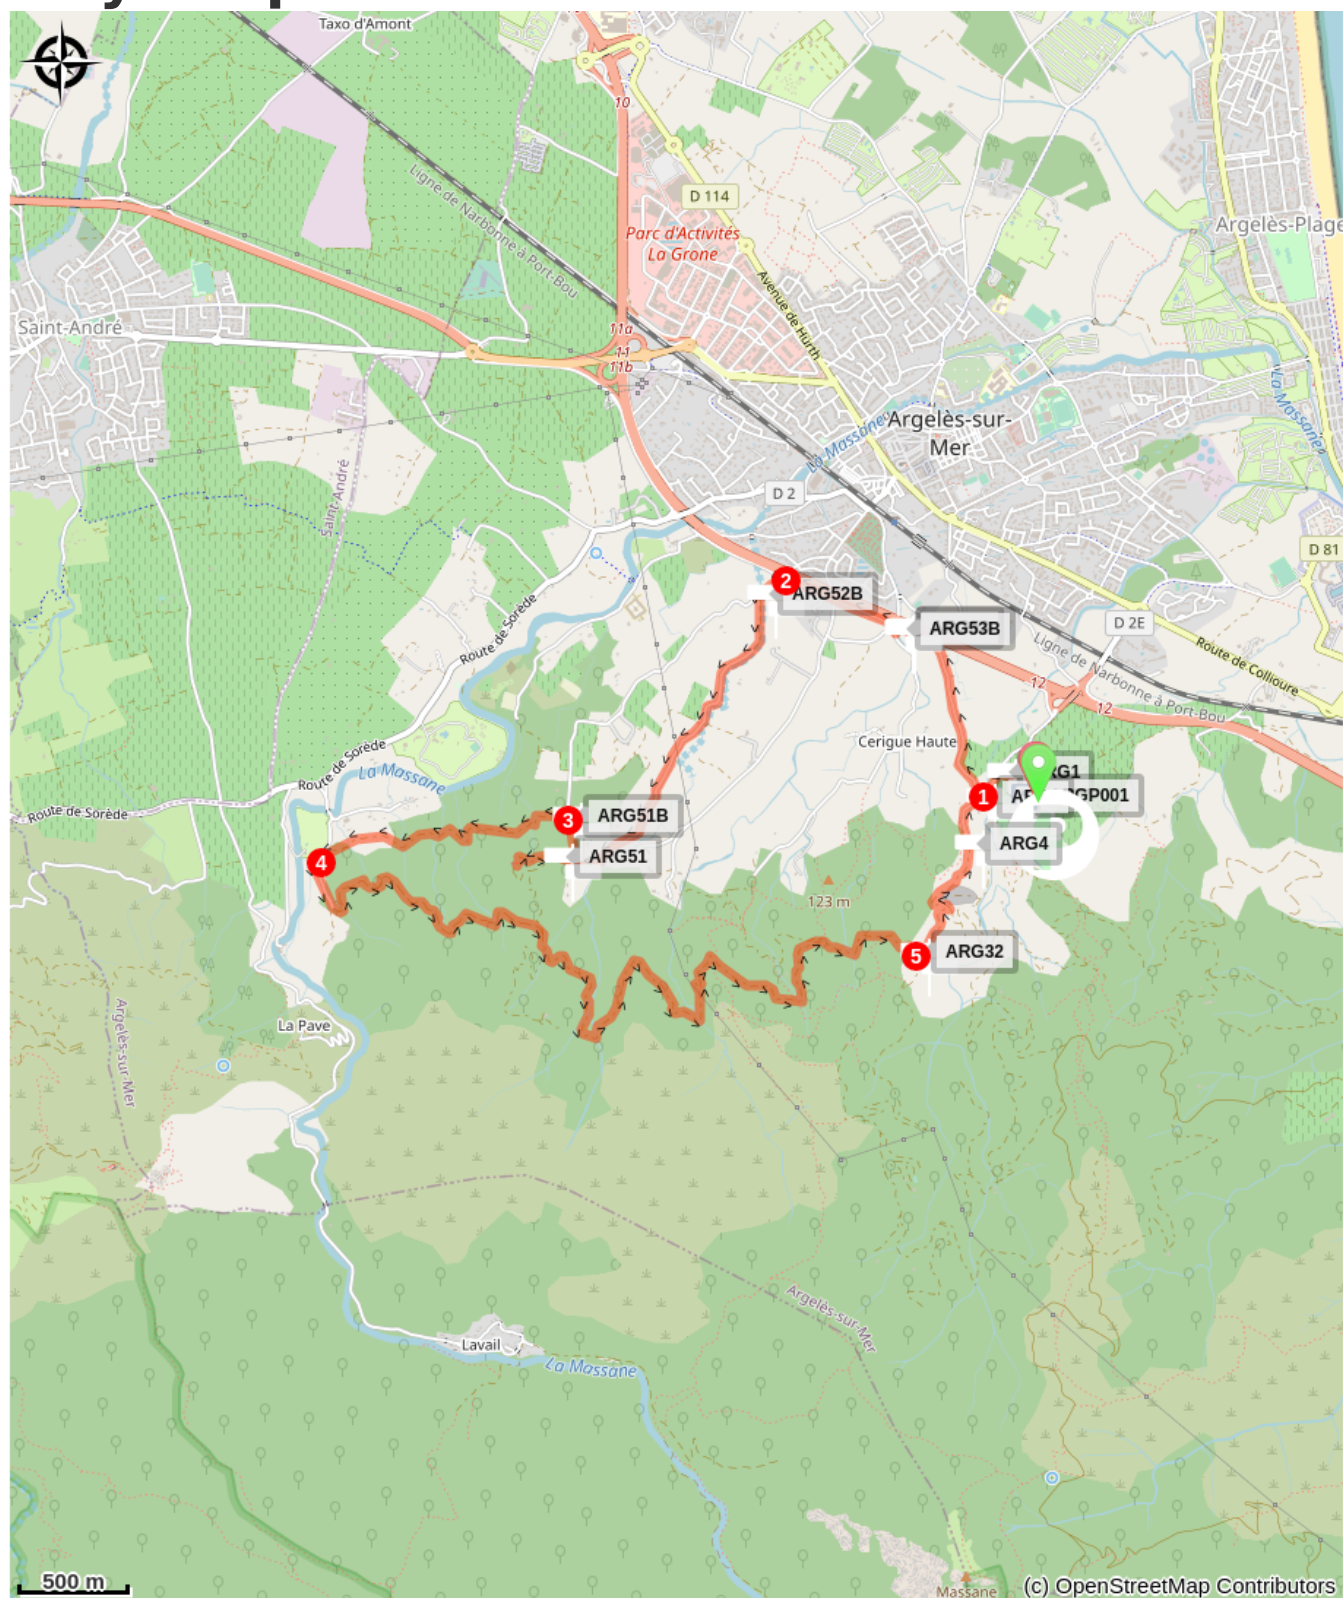 Taxo d'Amont
10
D 114
Ligne de Narbonne à Port-Bou
Parc d'Activités
La Grone
Argelès-Plage
Avenue de Hurth
Saint-André
11a
11
11b
La Massane
La Massane
Argelès-sur-
Mer
Saint-André
D 2
D 81
2
ARG52B
Route de Sorède
ARG53B
D 2E
Ligne de Narbonne à Port-Bou
Route de Collioure
12
12
Cerigue Haute
Route de Sorède
La Massane
ARG1
1
GP001
Route de Sorède
3
ARG51B
ARG4
4
ARG51
123 m
5
ARG32
Argelès-sur-Mer
La Pave
Argelès-sur-Mer
Lavail
La Massane
500 m
Massane
(c) OpenStreetMap Contributors